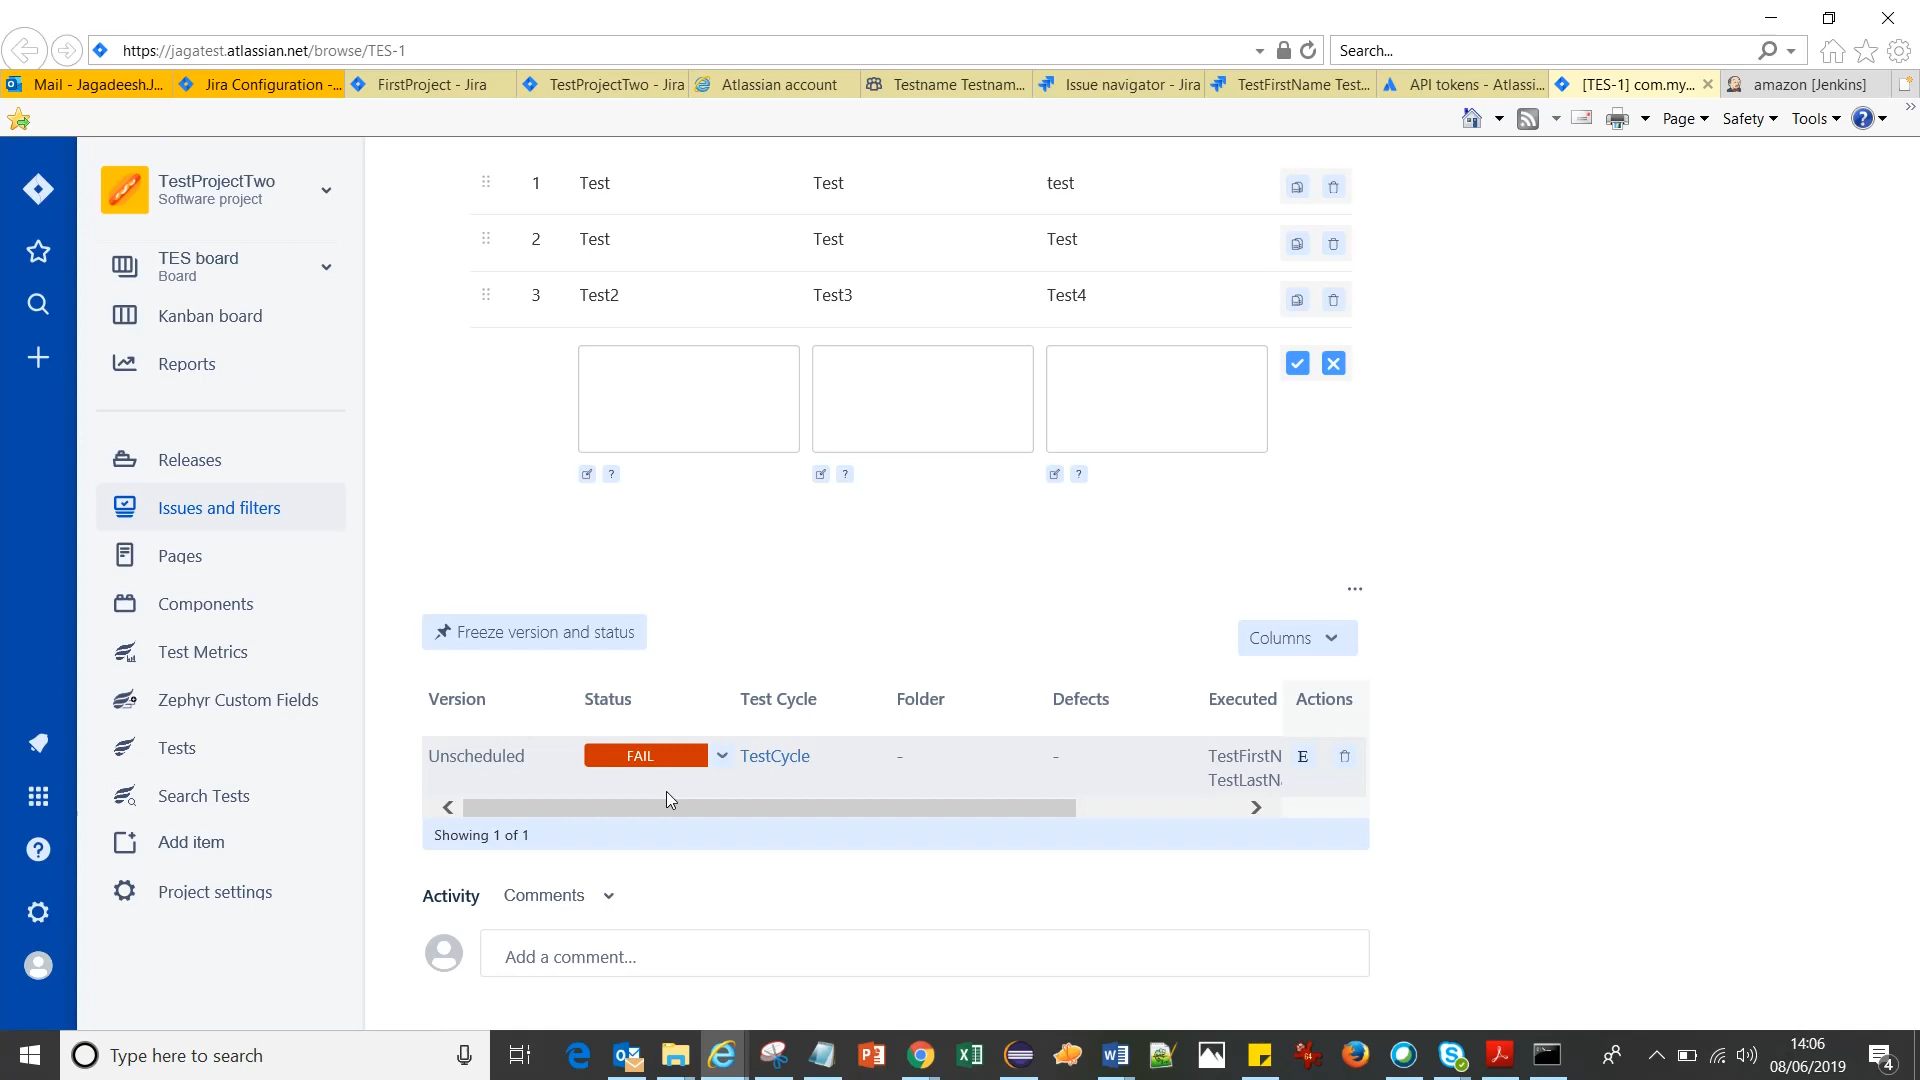 https://jagatest.atlassian.net/browse/TES-1
Search...
Mail - Jagadeesh.J...
Jira Configuration -...
FirstProject - Jira
TestProjectTwo - Jira
Atlassian account
Testname Testnam...
Issue navigator - Jira
TestFirstName Test...
API tokens - Atlassi...
[TES-1] com.my...
amazon [Jenkins]
Page
Safety
Tools
TestProjectTwo
Software project
TES board
Board
Kanban board
Reports
Releases
Issues and filters
Pages
Components
Test Metrics
Zephyr Custom Fields
Tests
Search Tests
Add item
Project settings
1 Test Test test
2 Test Test Test
3 Test2 Test3 Test4
? ? ?
Freeze version and status
Columns
Version Status Test Cycle Folder Defects Executed Actions
Unscheduled FAIL TestCycle - - TestFirstN E
TestLastN
Showing 1 of 1
Activity Comments
Add a comment...
Type here to search
14:06
08/06/2019
4